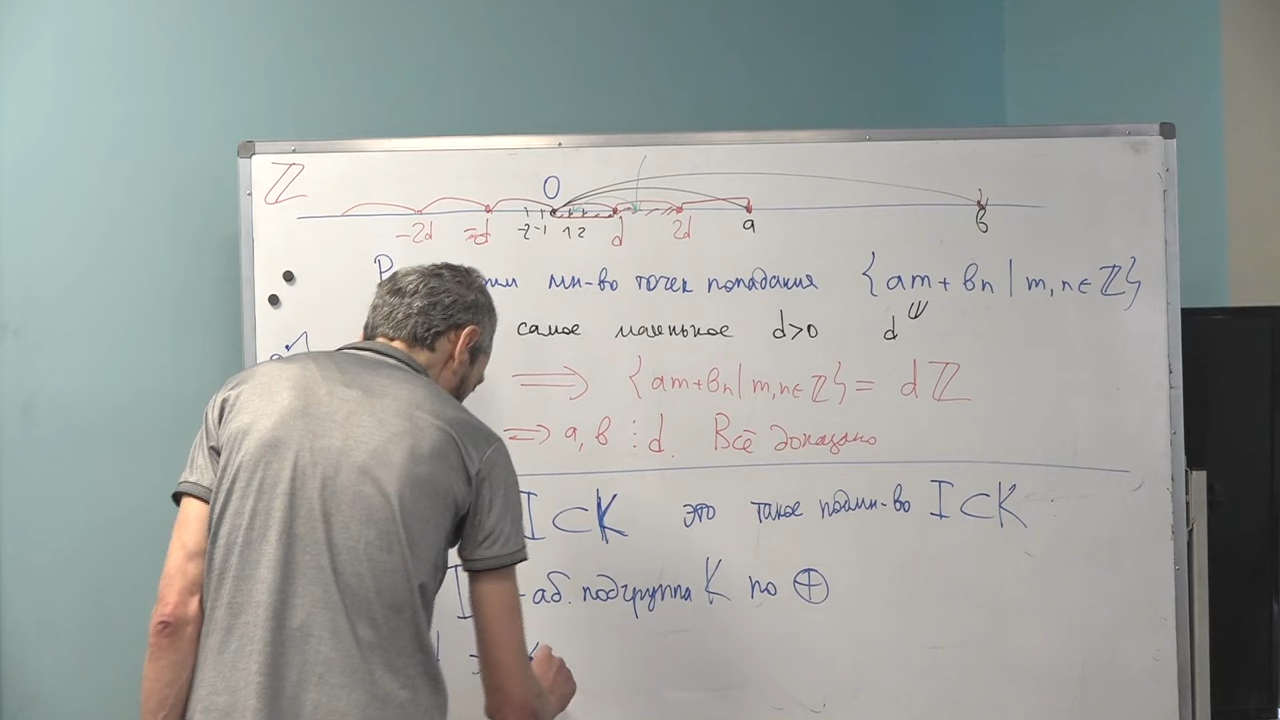 ℤ
0
-2d -d -2 -1 1 2 d 2d a b
мн-во точек попадания {am + bn | m, n ∈ ℤ}
самое маленькое d>0 d ∈
⟹ {am+bn | m,n ∈ ℤ} = dℤ
⟹ a, b ⋮ d. Всё доказано
I ⊂ K это такое подмн-во I ⊂ K
I - аб. подгруппа K по ⊕